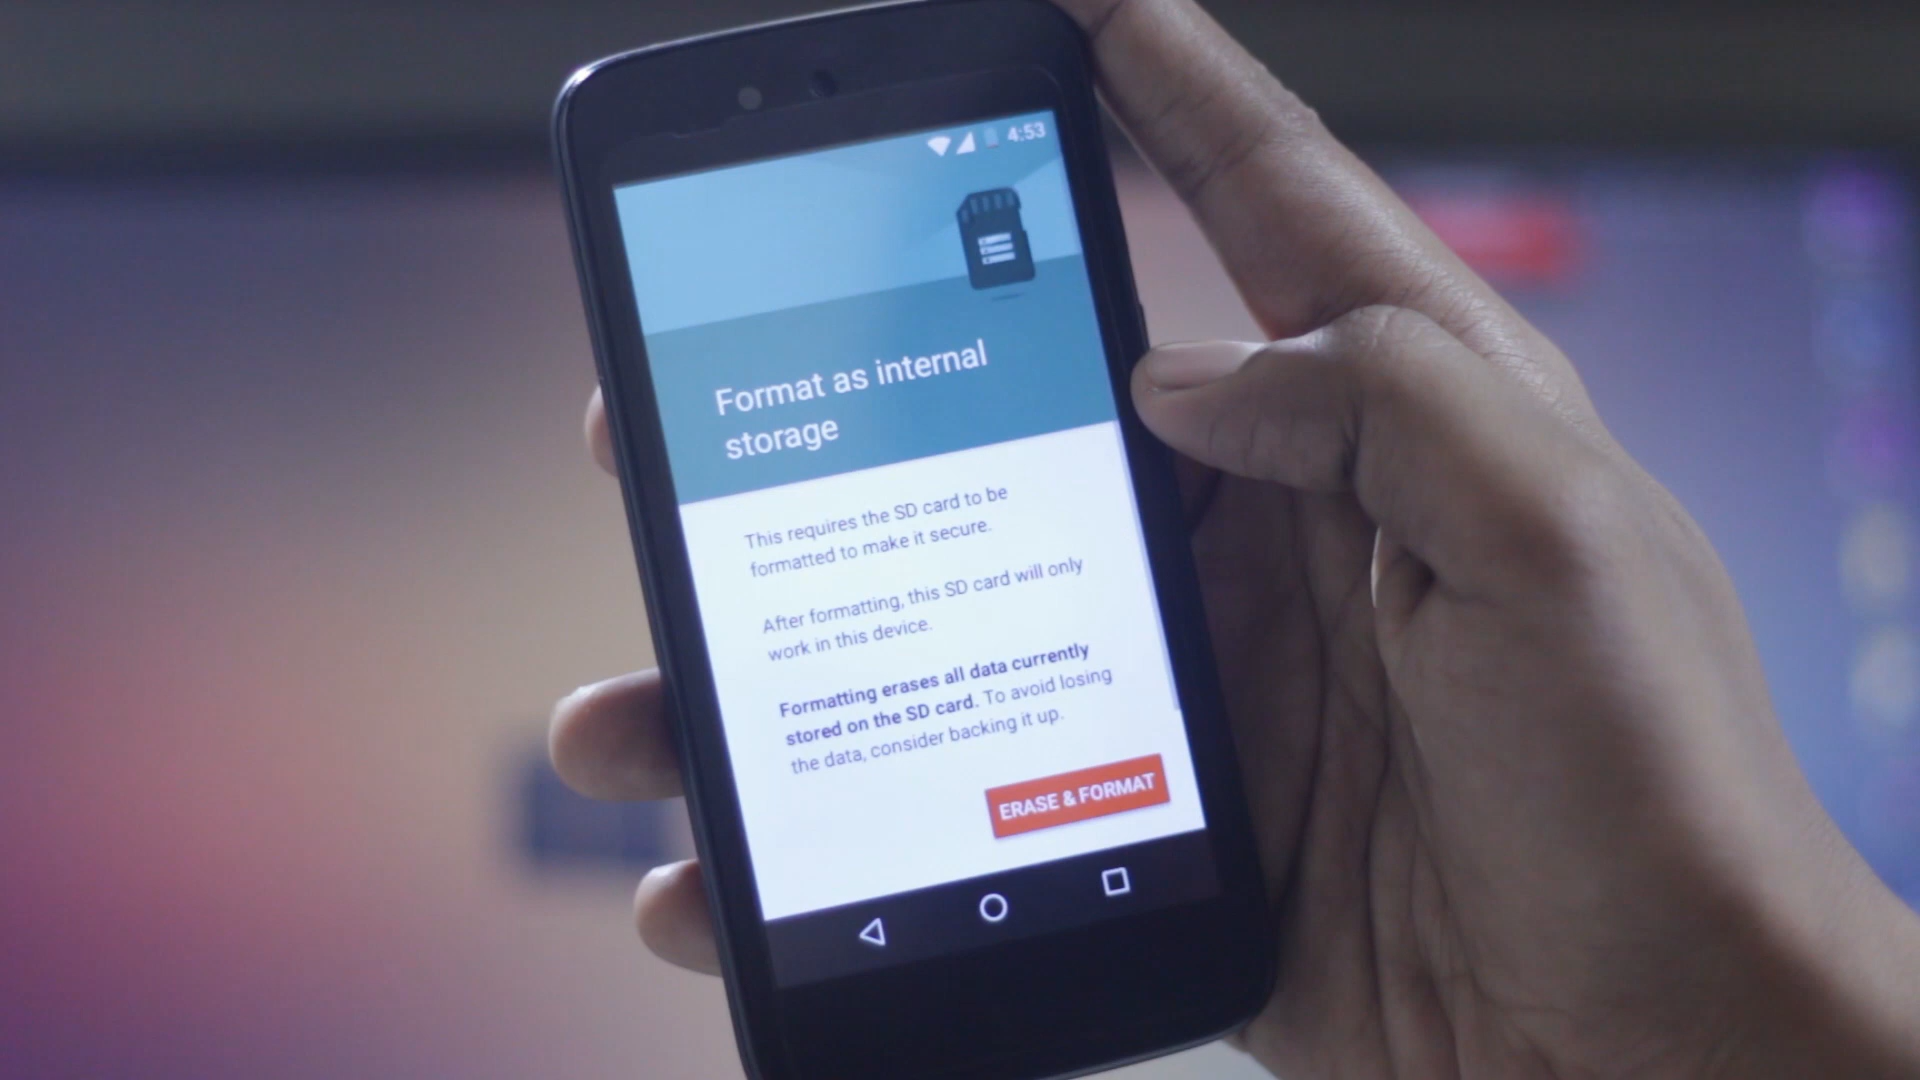 4:53
Format as internal
storage
This requires the SD card to be
formatted to make it secure.
After formatting, this SD card will only
work in this device.
Formatting erases all data currently
stored on the SD card. To avoid losing
the data, consider backing it up.
ERASE & FORMAT